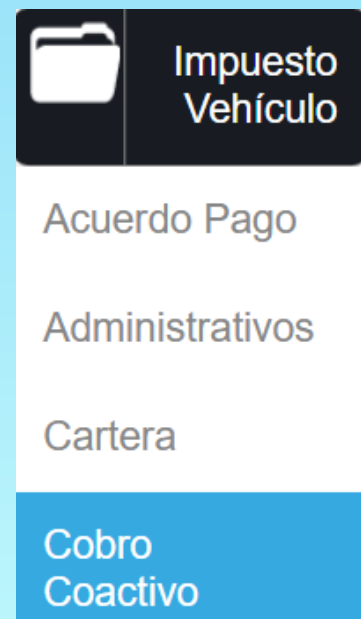 Impuesto
Vehículo
Acuerdo Pago
Administrativos
Cartera
Cobro
Coactivo